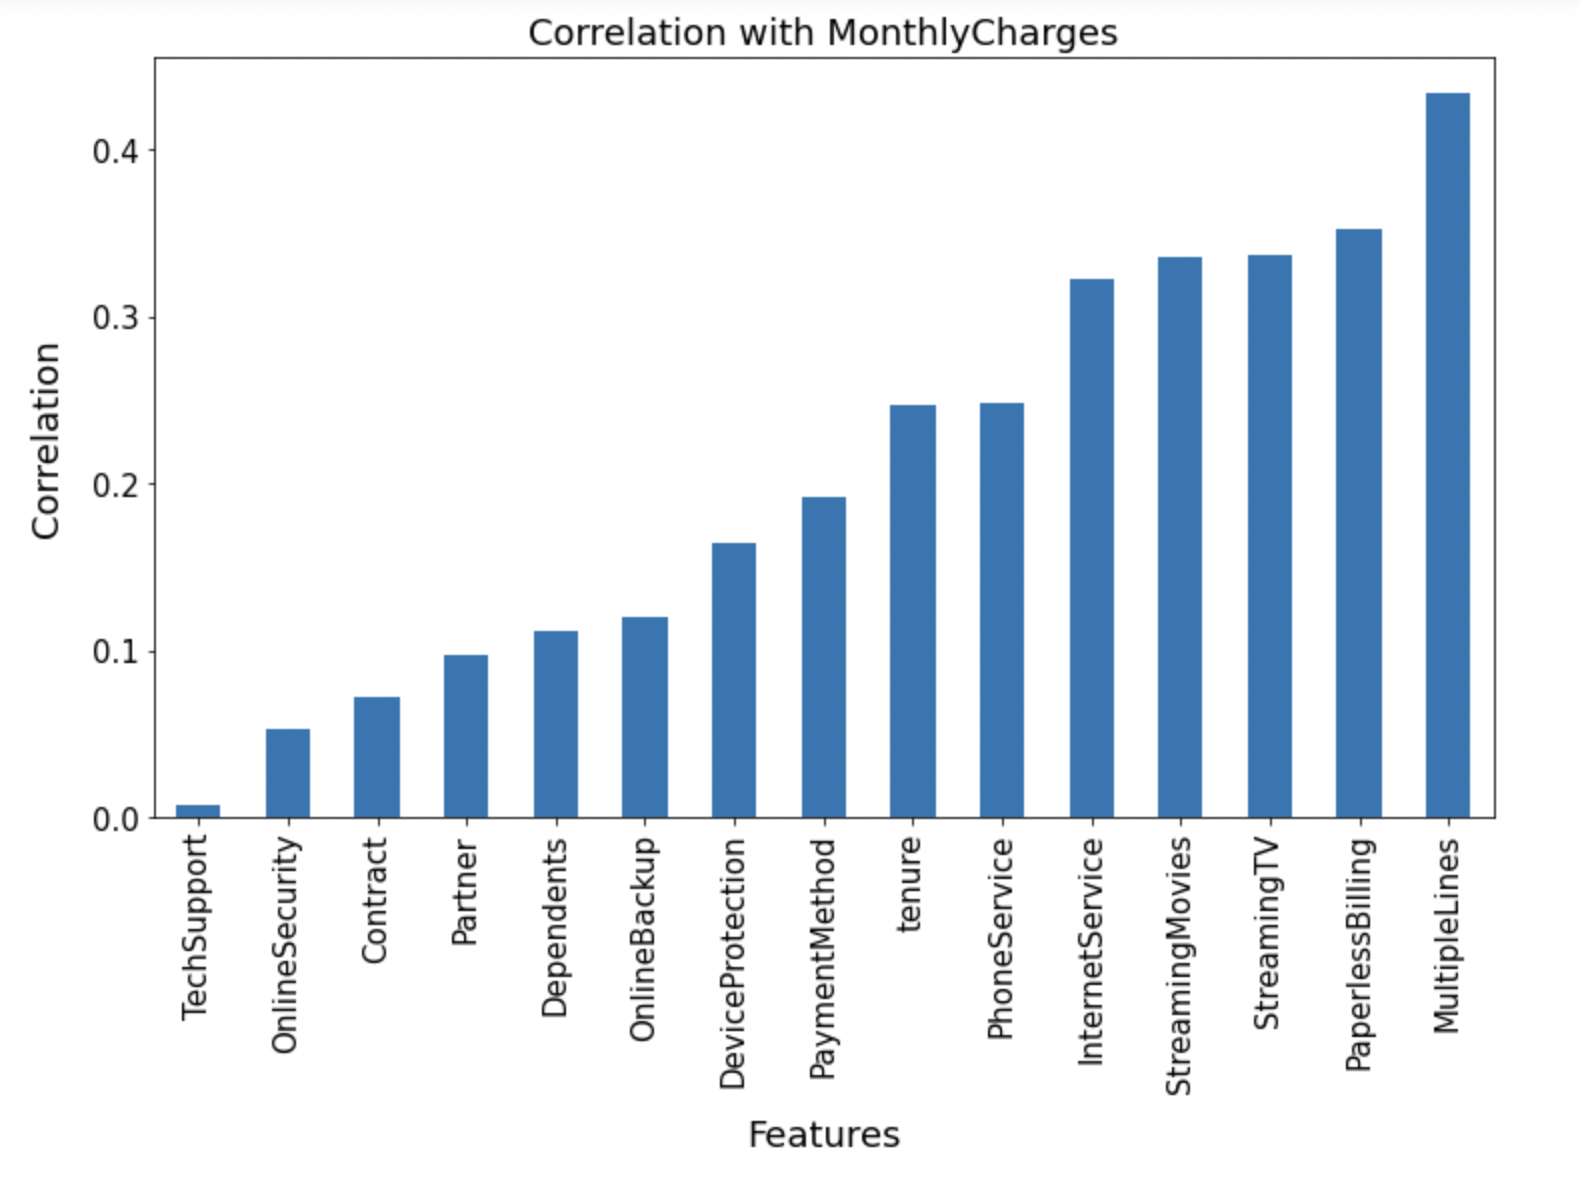 Correlation with MonthlyCharges
Correlation
0.4
0.3
0.2
0.1
0.0
TechSupport
OnlineSecurity
Contract
Partner
Dependents
OnlineBackup
DeviceProtection
PaymentMethod
tenure
PhoneService
InternetService
StreamingMovies
StreamingTV
PaperlessBilling
MultipleLines
Features